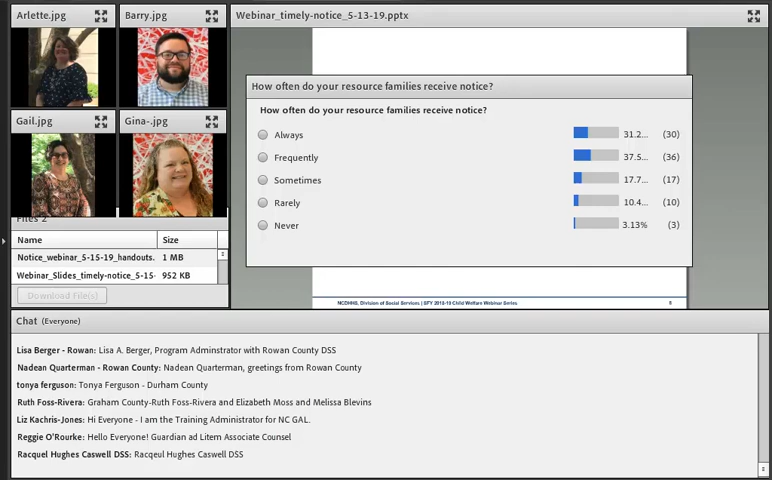 Arlette.jpg
Barry.jpg
Gail.jpg
Gina-.jpg
Files 2
Name
Size
Notice_webinar_5-15-19_handouts.
1 MB
Webinar_Slides_timely-notice_5-15-
952 KB
Download File(s)
Webinar_timely-notice_5-13-19.pptx
How often do your resource families receive notice?
How often do your resource families receive notice?
Always 31.2... (30)
Frequently 37.5... (36)
Sometimes 17.7... (17)
Rarely 10.4... (10)
Never 3.13% (3)
NCDHHS, Division of Social Services | SFY 2018-19 Child Welfare Webinar Series
Chat (Everyone)
Lisa Berger - Rowan: Lisa A. Berger, Program Adminstrator with Rowan County DSS
Nadean Quarterman - Rowan County: Nadean Quarterman, greetings from Rowan County
tonya ferguson: Tonya Ferguson - Durham County
Ruth Foss-Rivera: Graham County-Ruth Foss-Rivera and Elizabeth Moss and Melissa Blevins
Liz Kachris-Jones: Hi Everyone - I am the Training Administrator for NC GAL.
Reggie O'Rourke: Hello Everyone! Guardian ad Litem Associate Counsel
Racquel Hughes Caswell DSS: Racqeul Hughes Caswell DSS